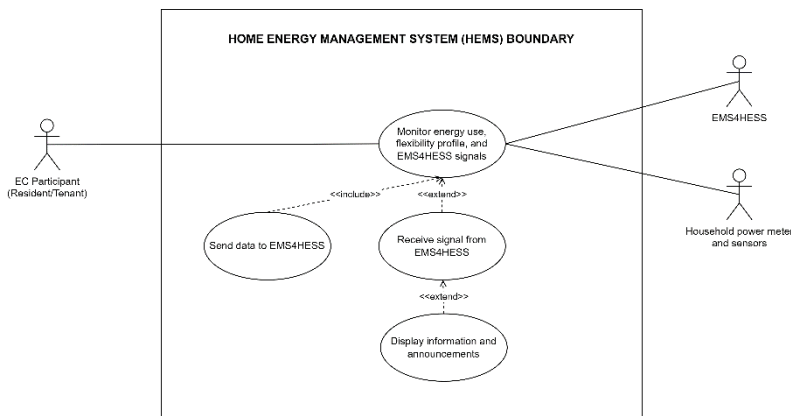 HOME ENERGY MANAGEMENT SYSTEM (HEMS) BOUNDARY
Monitor energy use,
flexibility profile, and
EMS4HESS signals
EMS4HESS
EC Participant
(Resident/Tenant)
<<include>>
<<extend>>
Send data to EMS4HESS
Receive signal from
EMS4HESS
Household power meter
and sensors
<<extend>>
Display information and
announcements